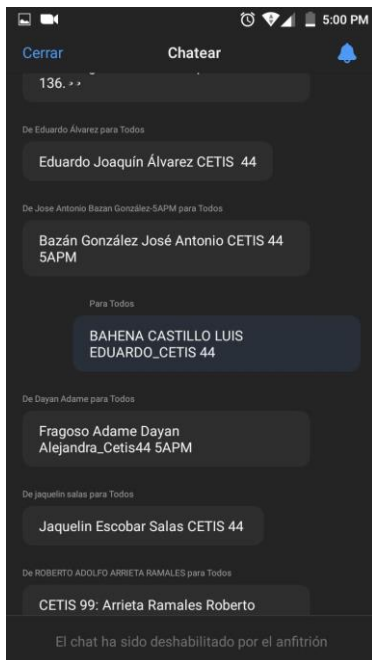 5:00 PM
Cerrar
Chatear
136.
De Eduardo Álvarez para Todos
Eduardo Joaquín Álvarez CETIS 44
De Jose Antonio Bazan González-5APM para Todos
Bazán González José Antonio CETIS 44
5APM
Para Todos
BAHENA CASTILLO LUIS
EDUARDO_CETIS 44
De Dayan Adame para Todos
Fragoso Adame Dayan
Alejandra_Cetis44 5APM
De jaquelin salas para Todos
Jaquelin Escobar Salas CETIS 44
De ROBERTO ADOLFO ARRIETA RAMALES para Todos
CETIS 99: Arrieta Ramales Roberto
El chat ha sido deshabilitado por el anfitrión